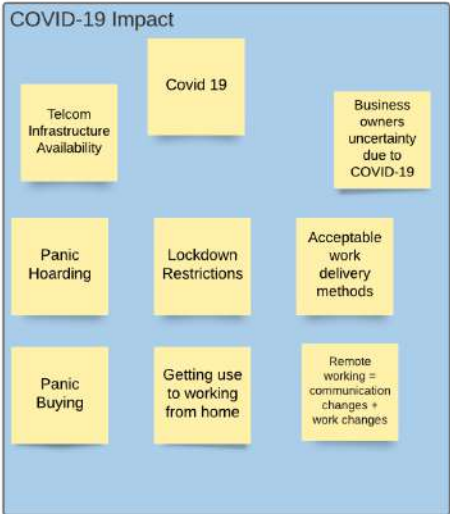 COVID-19 Impact
Covid 19
Telcom
Infrastructure
Availability
Business
owners
uncertainty
due to
COVID-19
Panic
Hoarding
Lockdown
Restrictions
Acceptable
work
delivery
methods
Panic
Buying
Getting use
to working
from home
Remote
working =
communication
changes +
work changes